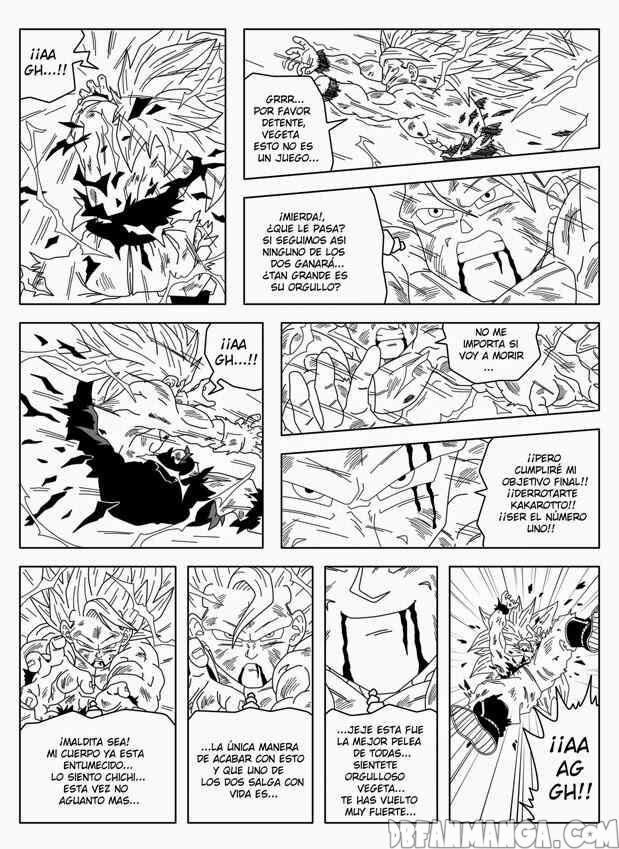 ¡¡AA
GH...!!
GRRR...
POR FAVOR
DETENTE,
VEGETA
ESTO NO ES
UN JUEGO...
¡MIERDA!,
¿QUE LE PASA?
SI SEGUIMOS ASI
NINGUNO DE LOS
DOS GANARÁ...
¿TAN GRANDE ES
SU ORGULLO?
¡¡AA
GH...!!
NO ME
IMPORTA SI
VOY A MORIR
...
¡¡PERO
CUMPLIRÉ MI
OBJETIVO FINAL!!
¡¡DERROTARTE
KAKAROTTO!!
¡¡SER EL NÚMERO
UNO!!
¡MALDITA SEA!
MI CUERPO YA ESTA
ENTUMECIDO...
LO SIENTO CHICHI...
ESTA VEZ NO
AGUANTO MAS...
...LA ÚNICA MANERA
DE ACABAR CON ESTO
Y QUE UNO DE
LOS DOS SALGA
CON VIDA ES...
...JEJE ESTA FUE
LA MEJOR PELEA
DE TODAS...
SIENTETE
ORGULLOSO
VEGETA...
TE HAS VUELTO
MUY FUERTE...
¡¡AA
AG
GH!!
DBFANMANGA.COM